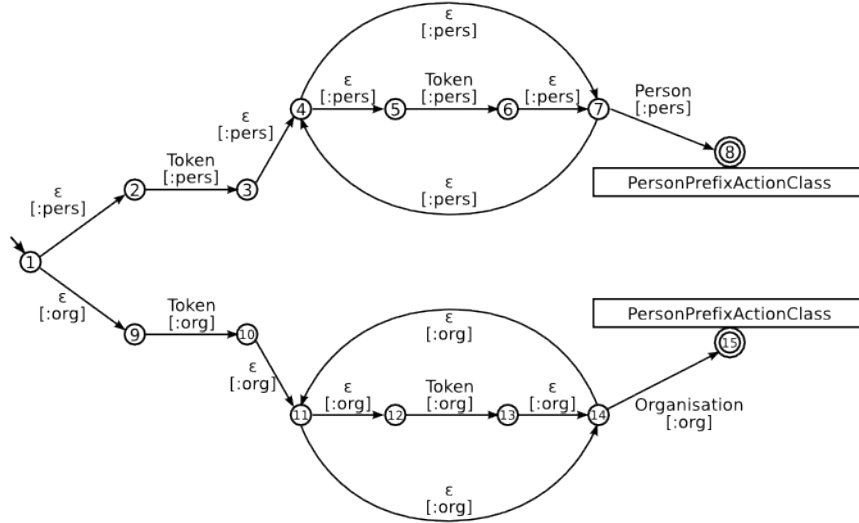 ε
[:pers]
ε
[:pers]
Token
[:pers]
ε
[:pers]
4
5
6
7
Person
[:pers]
8
PersonPrefixActionClass
ε
[:pers]
Token
[:pers]
2
3
ε
[:pers]
ε
[:pers]
1
ε
[:org]
Token
[:org]
9
10
ε
[:org]
PersonPrefixActionClass
15
ε
[:org]
ε
[:org]
Token
[:org]
ε
[:org]
11
12
13
14
Organisation
[:org]
ε
[:org]